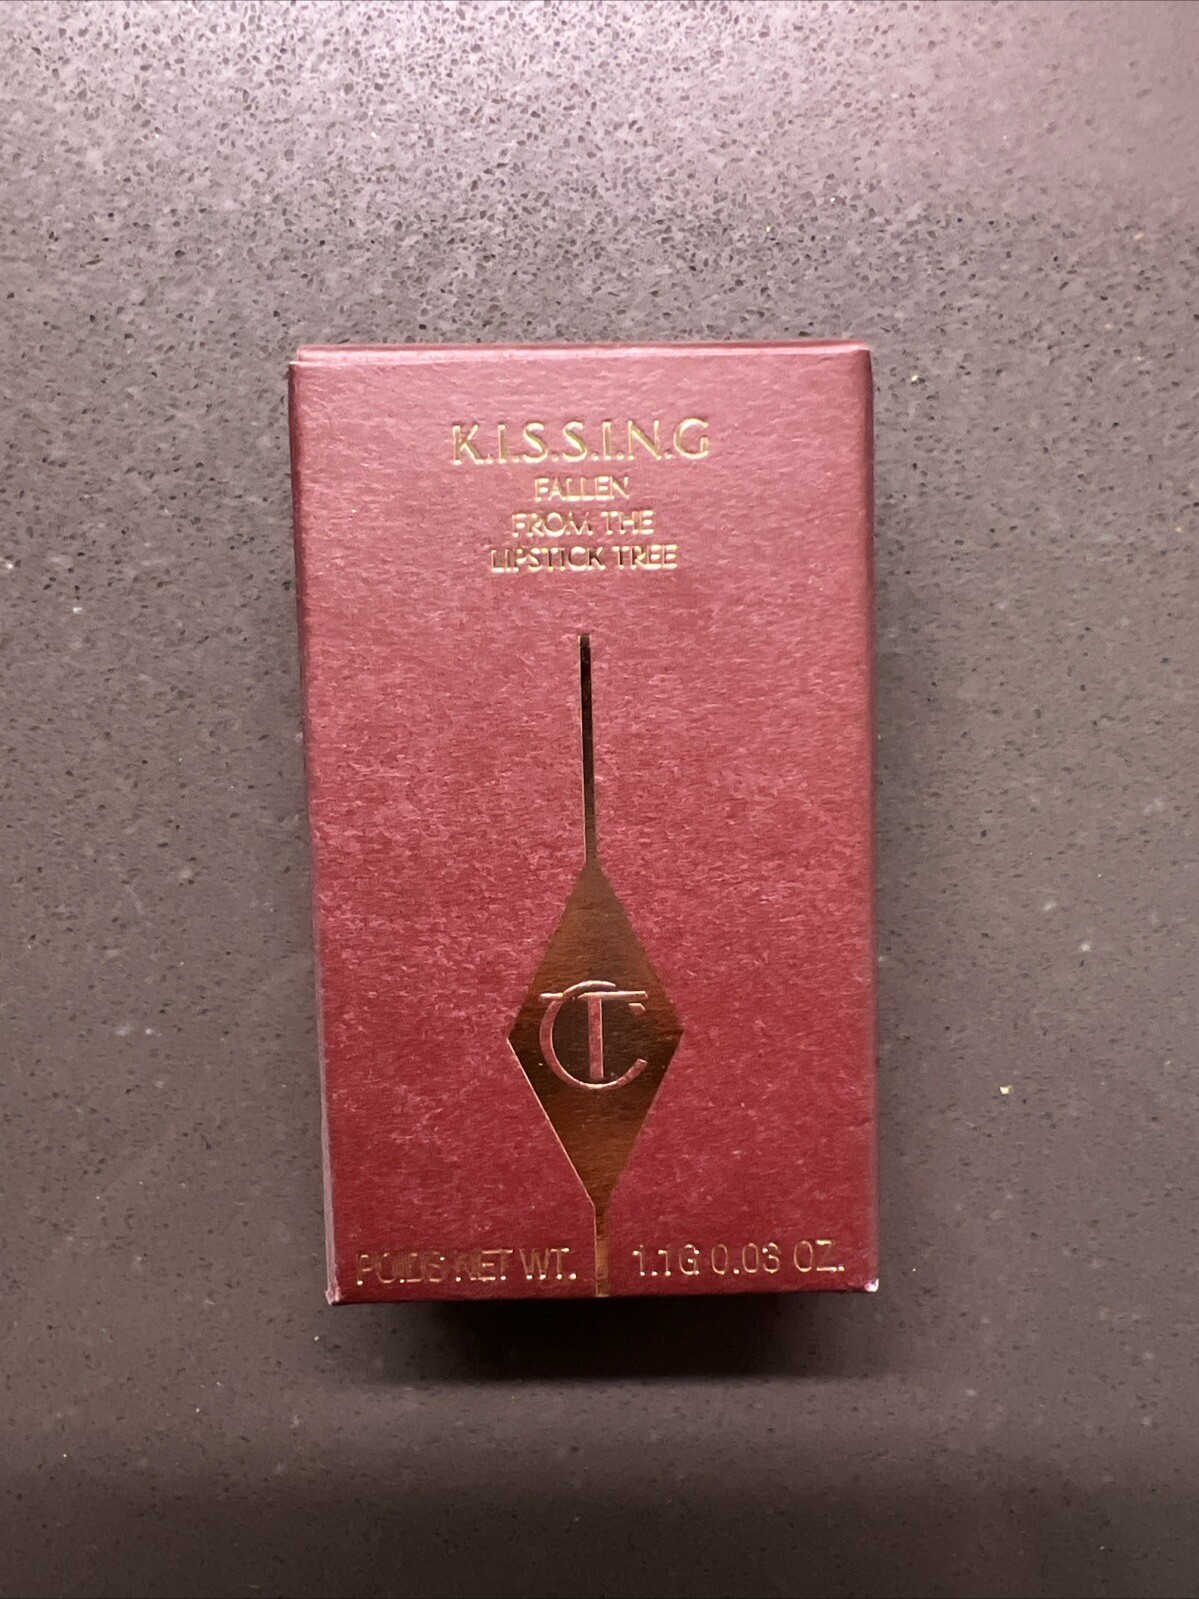 K.I.S.S.I.N.G
FALLEN
FROM THE
LIPSTICK TREE
CT
POIDS NET WT. 1.1G 0.03 OZ.